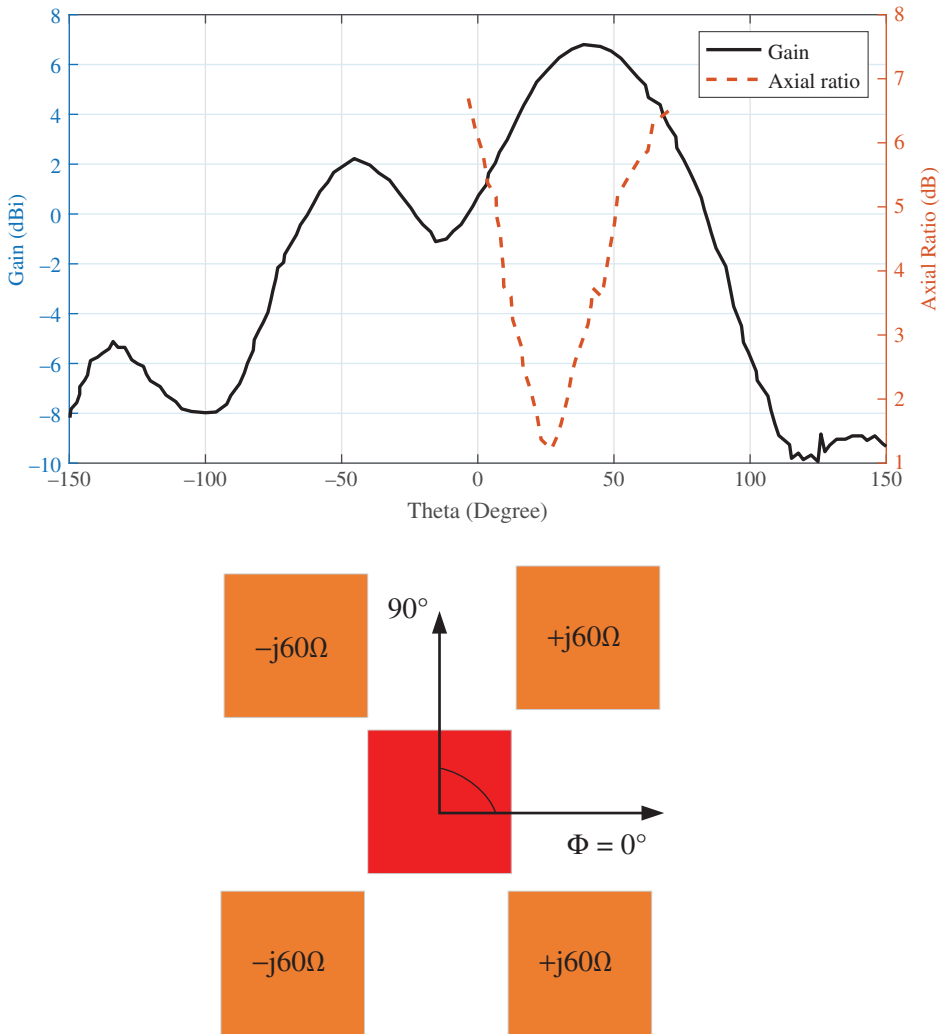 8
6
4
2
0
−2
−4
−6
−8
−10
Gain (dBi)
−150
−100
−50
0
50
100
150
Theta (Degree)
8
7
6
5
4
3
2
1
Axial Ratio (dB)
Gain
Axial ratio
−j60Ω
90°
+j60Ω
Φ = 0°
−j60Ω
+j60Ω